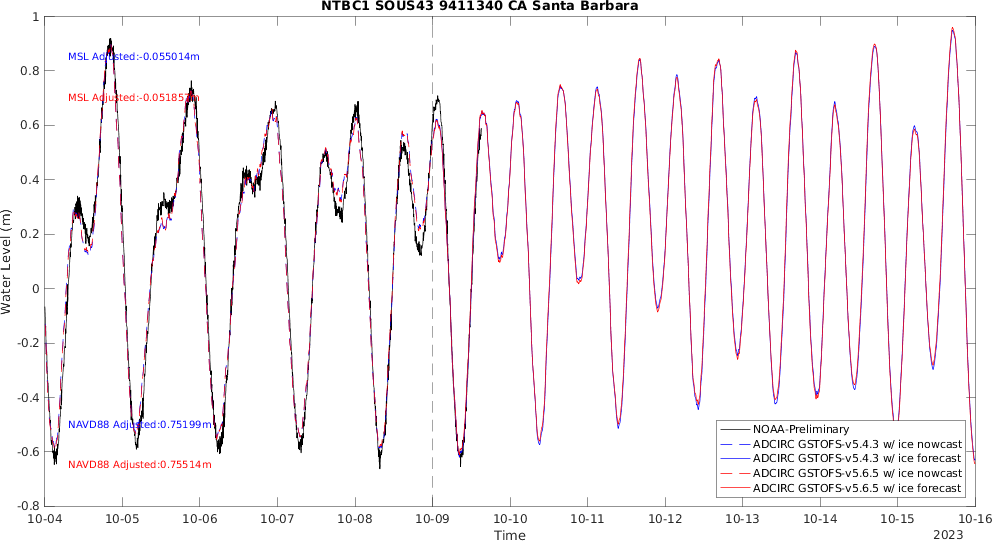 NTBC1 SOUS43 9411340 CA Santa Barbara
1
MSL Adjusted:-0.055014m
0.8
MSL Adjusted:-0.051852m
0.6
0.4
0.2
0
-0.2
-0.4
NAVD88 Adjusted:0.75199m
-0.6
NAVD88 Adjusted:0.75514m
-0.8
Water Level (m)
NOAA-Preliminary
ADCIRC GSTOFS-v5.4.3 w/ ice nowcast
ADCIRC GSTOFS-v5.4.3 w/ ice forecast
ADCIRC GSTOFS-v5.6.5 w/ ice nowcast
ADCIRC GSTOFS-v5.6.5 w/ ice forecast
10-04 10-05 10-06 10-07 10-08 10-09 10-10 10-11 10-12 10-13 10-14 10-15 10-16
Time
2023